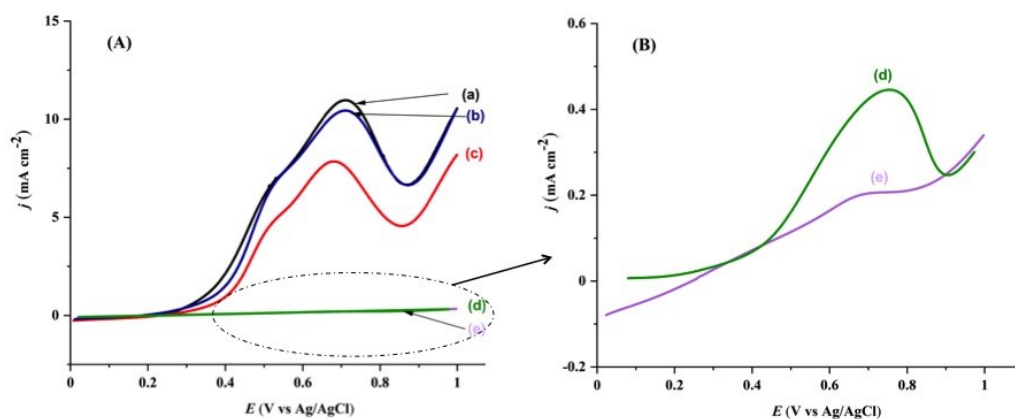 (A)
15
10
5
0
j (mA cm⁻²)
(a)
(b)
(c)
(d)
(e)
0 0.2 0.4 0.6 0.8 1
E (V vs Ag/AgCl)
(B)
0.6
0.4
0.2
0
-0.2
j (mA cm⁻²)
(d)
(e)
0 0.2 0.4 0.6 0.8 1
E (V vs Ag/AgCl)